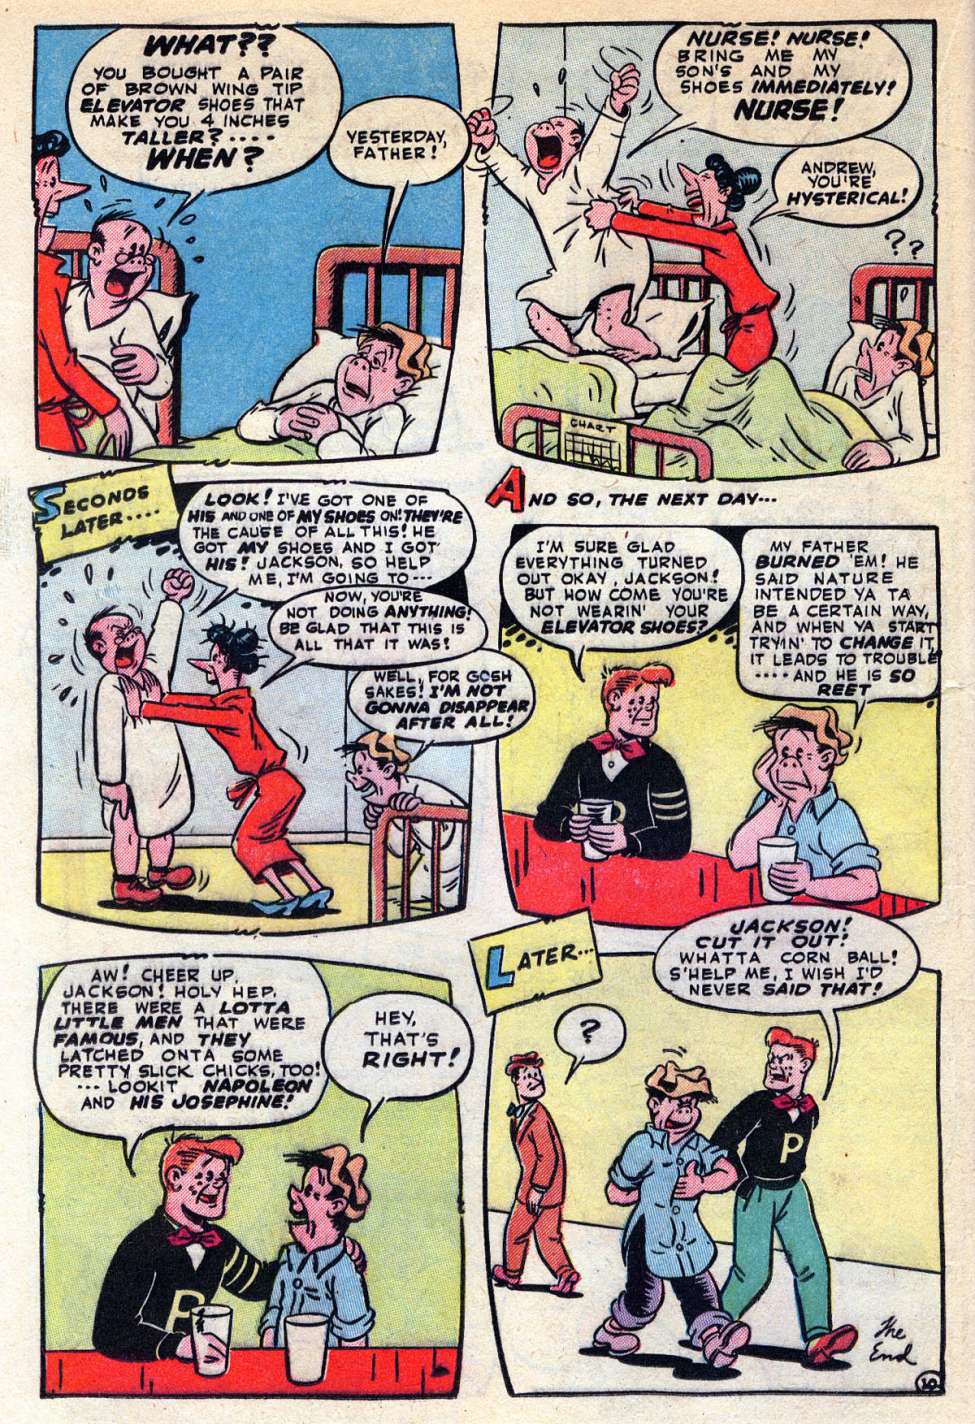 WHAT??
YOU BOUGHT A PAIR
OF BROWN WING TIP
ELEVATOR SHOES THAT
MAKE YOU 4 INCHES
TALLER?····
WHEN?
YESTERDAY,
FATHER!
NURSE! NURSE!
BRING ME MY
SON'S AND MY
SHOES IMMEDIATELY!
NURSE!
ANDREW,
YOU'RE
HYSTERICAL!
??
CHART
SECONDS
LATER....
LOOK! I'VE GOT ONE OF
HIS AND ONE OF MY SHOES ON! THEY'RE
THE CAUSE OF ALL THIS! HE
GOT MY SHOES AND I GOT
HIS! JACKSON, SO HELP
ME, I'M GOING TO---
NOW, YOU'RE
NOT DOING ANYTHING!
BE GLAD THAT THIS IS
ALL THAT IT WAS!
WELL, FOR GOSH
SAKES! I'M NOT
GONNA DISAPPEAR
AFTER ALL!
AND SO, THE NEXT DAY---
I'M SURE GLAD
EVERYTHING TURNED
OUT OKAY, JACKSON!
BUT HOW COME YOU'RE
NOT WEARIN' YOUR
ELEVATOR SHOES?
MY FATHER
BURNED 'EM! HE
SAID NATURE
INTENDED YA TA
BE A CERTAIN WAY,
AND WHEN YA START
TRYIN' TO CHANGE IT,
IT LEADS TO TROUBLE
····AND HE IS SO
REET
AW! CHEER UP,
JACKSON! HOLY HEP.
THERE WERE A LOTTA
LITTLE MEN THAT WERE
FAMOUS, AND THEY
LATCHED ONTA SOME
PRETTY SLICK CHICKS, TOO!
---LOOKIT NAPOLEON
AND HIS JOSEPHINE!
HEY,
THAT'S
RIGHT!
P
LATER---
JACKSON!
CUT IT OUT!
WHATTA CORN BALL!
S'HELP ME, I WISH I'D
NEVER SAID THAT!
?
P
The
End
10